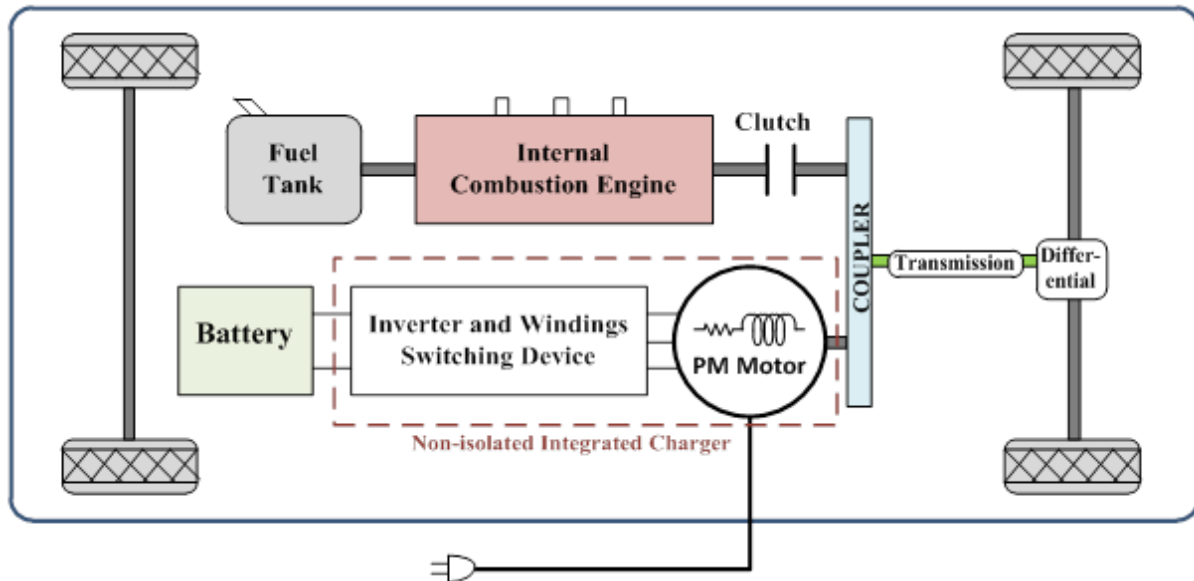 Fuel
Tank
Internal
Combustion Engine
Clutch
COUPLER
Transmission
Differ-
ential
Battery
Inverter and Windings
Switching Device
PM Motor
Non-isolated Integrated Charger